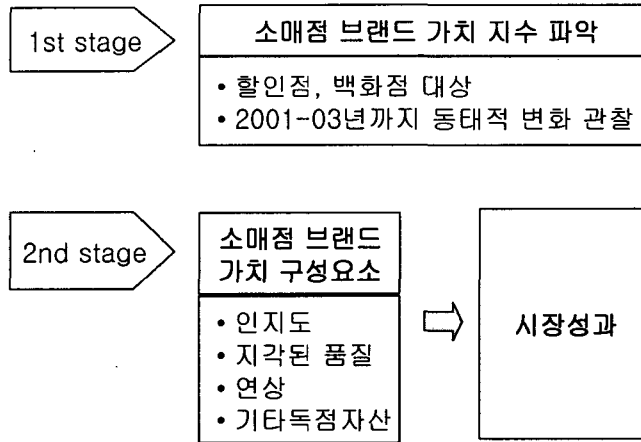 1st stage
소매점 브랜드 가치 지수 파악
• 할인점, 백화점 대상
• 2001-03년까지 동태적 변화 관찰
2nd stage
소매점 브랜드
가치 구성요소
• 인지도
• 지각된 품질
• 연상
• 기타독점자산
시장성과